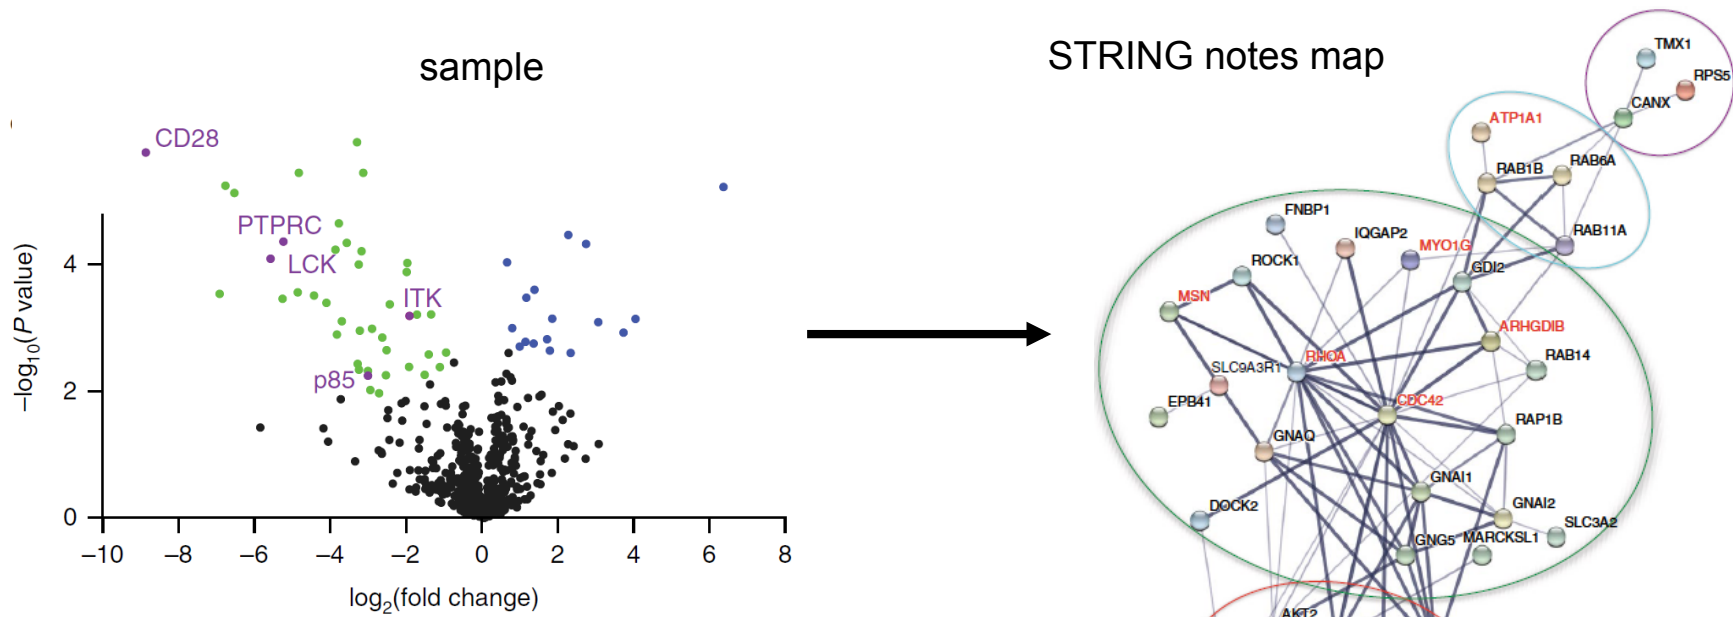 sample
STRING notes map
CD28
PTPRC
LCK
ITK
p85
–log10(P value)
4
2
0
–10 –8 –6 –4 –2 0 2 4 6 8
log2(fold change)
TMX1
RPS5
CANX
ATP1A1
RAB1B
RAB6A
RAB11A
FNBP1
IQGAP2
MYO1G
ROCK1
GDI2
MSN
ARHGDIB
RAB14
RHOA
SLC9A3R1
EPB41
CDC42
RAP1B
GNAQ
GNAI1
GNAI2
DOCK2
SLC3A2
GNG5
MARCKSL1
AKT2